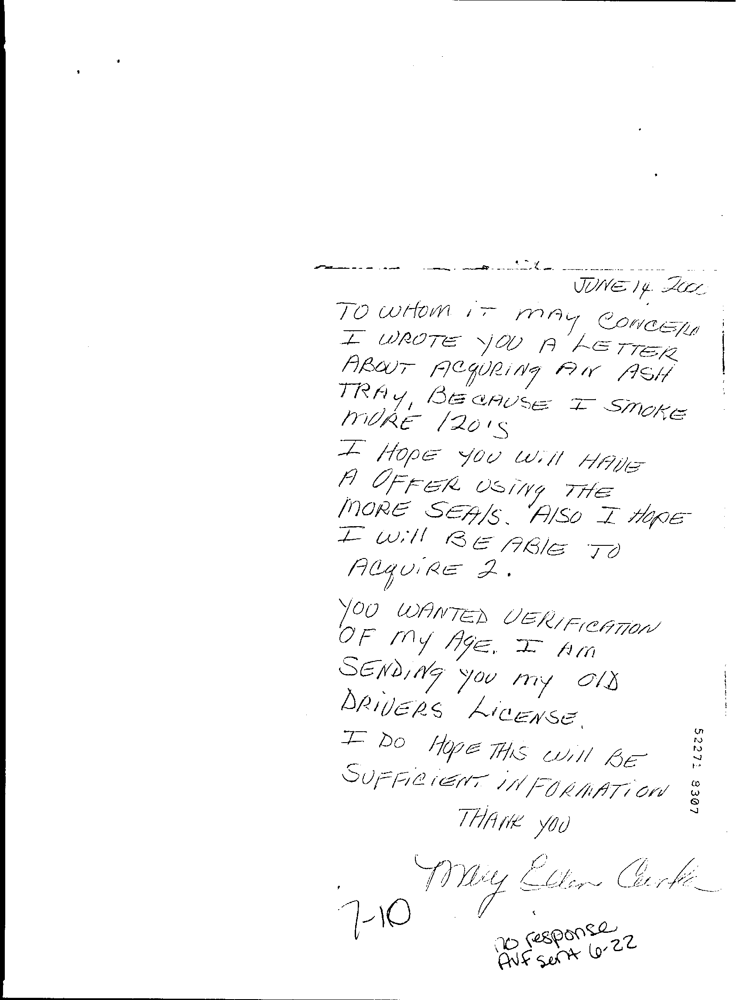 JUNE 14 2000
TO WHOM IT MAY CONCERN
I WROTE YOU A LETTER
ABOUT ACQURING AN ASH
TRAY, BECAUSE I SMOKE
MORE 120'S
I HOPE YOU Will HAVE
A OFFER USING THE
MORE SEAlS. AlSO I HOPE
I Will BE ABlE TO
ACQUIRE 2.
YOU WANTED VERIFICATION
OF MY AGE. I AM
SENDING YOU MY OlD
DRIVERS LICENSE.
I DO HOPE THIS Will BE
SUFFICIENT INFORMATION
THANK YOU
Mary Ellen
7-10
no response
AVF sent 6-22
52271 8307